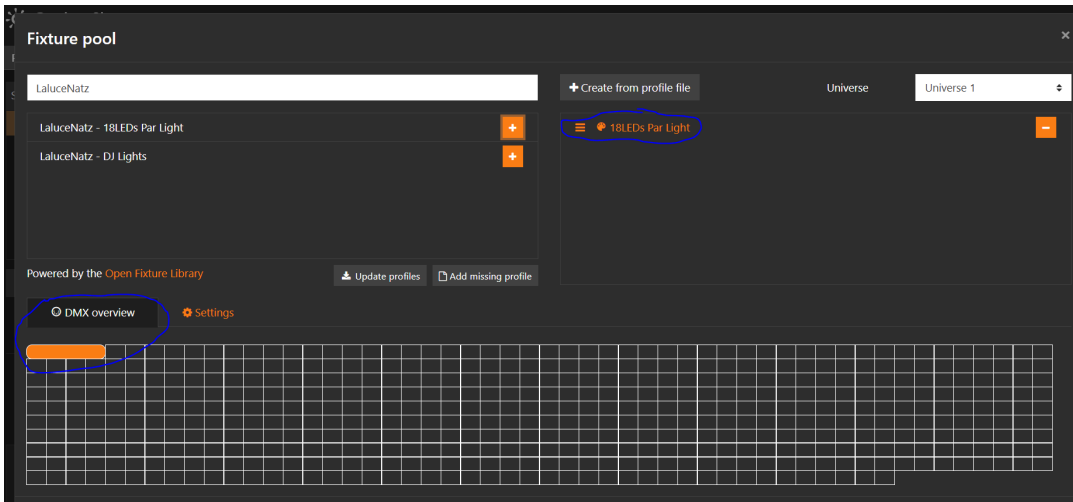 Fixture pool
×
LaluceNatz
Create from profile file
Universe
Universe 1
LaluceNatz - 18LEDs Par Light
18LEDs Par Light
LaluceNatz - DJ Lights
Powered by the Open Fixture Library
Update profiles
Add missing profile
DMX overview
Settings